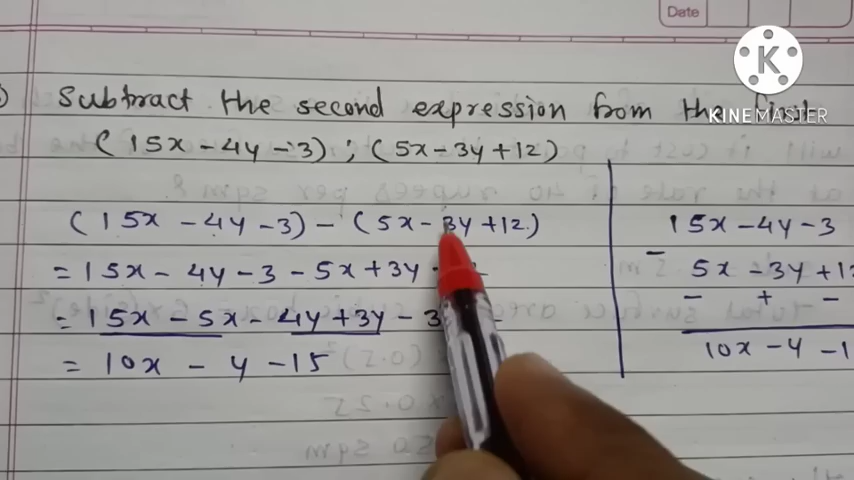 Date
K
KINEMASTER
) Subtract the second expression from the
(15x - 4y - 3) ; (5x - 3y + 12)
(15x - 4y - 3) - (5x - 3y + 12)
= 15x - 4y - 3 - 5x + 3y
= 15x - 5x - 4y + 3y - 3
= 10x - y - 15
15x - 4y - 3
- 5x - 3y + 1
- + -
10x - y - 1